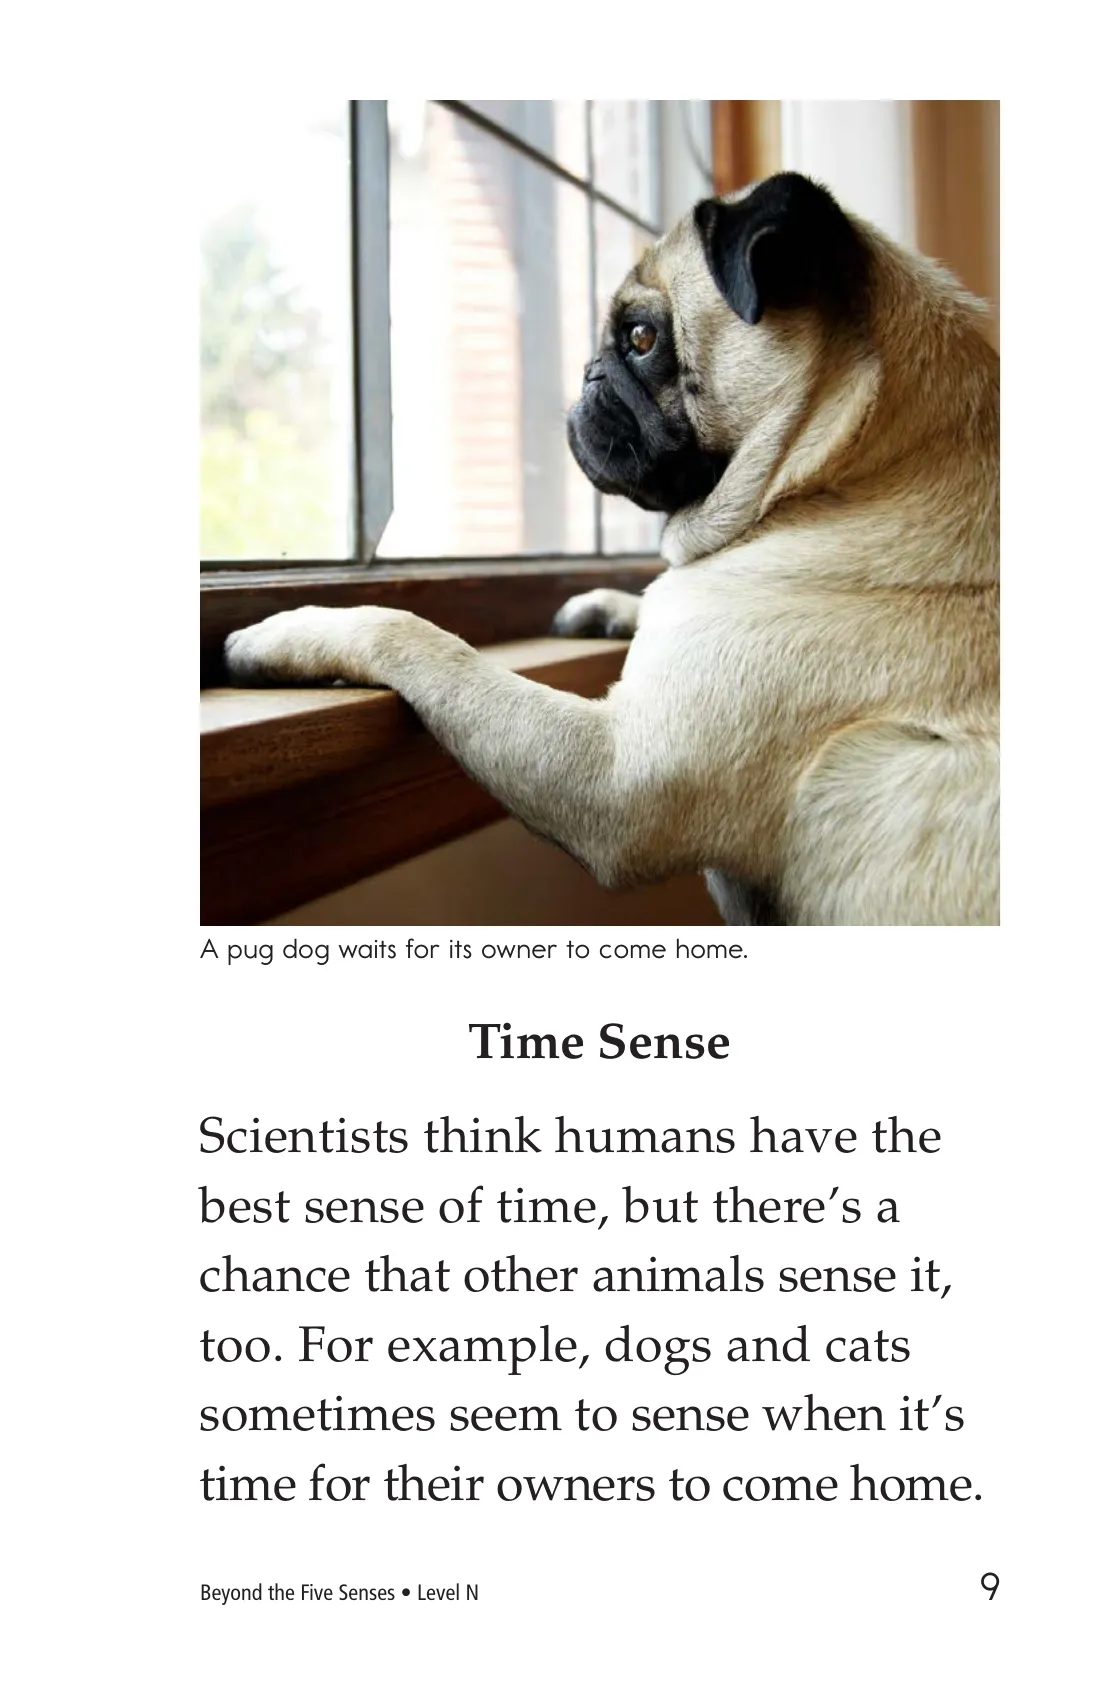 A pug dog waits for its owner to come home.
Time Sense
Scientists think humans have the
best sense of time, but there’s a
chance that other animals sense it,
too. For example, dogs and cats
sometimes seem to sense when it’s
time for their owners to come home.
Beyond the Five Senses • Level N
9